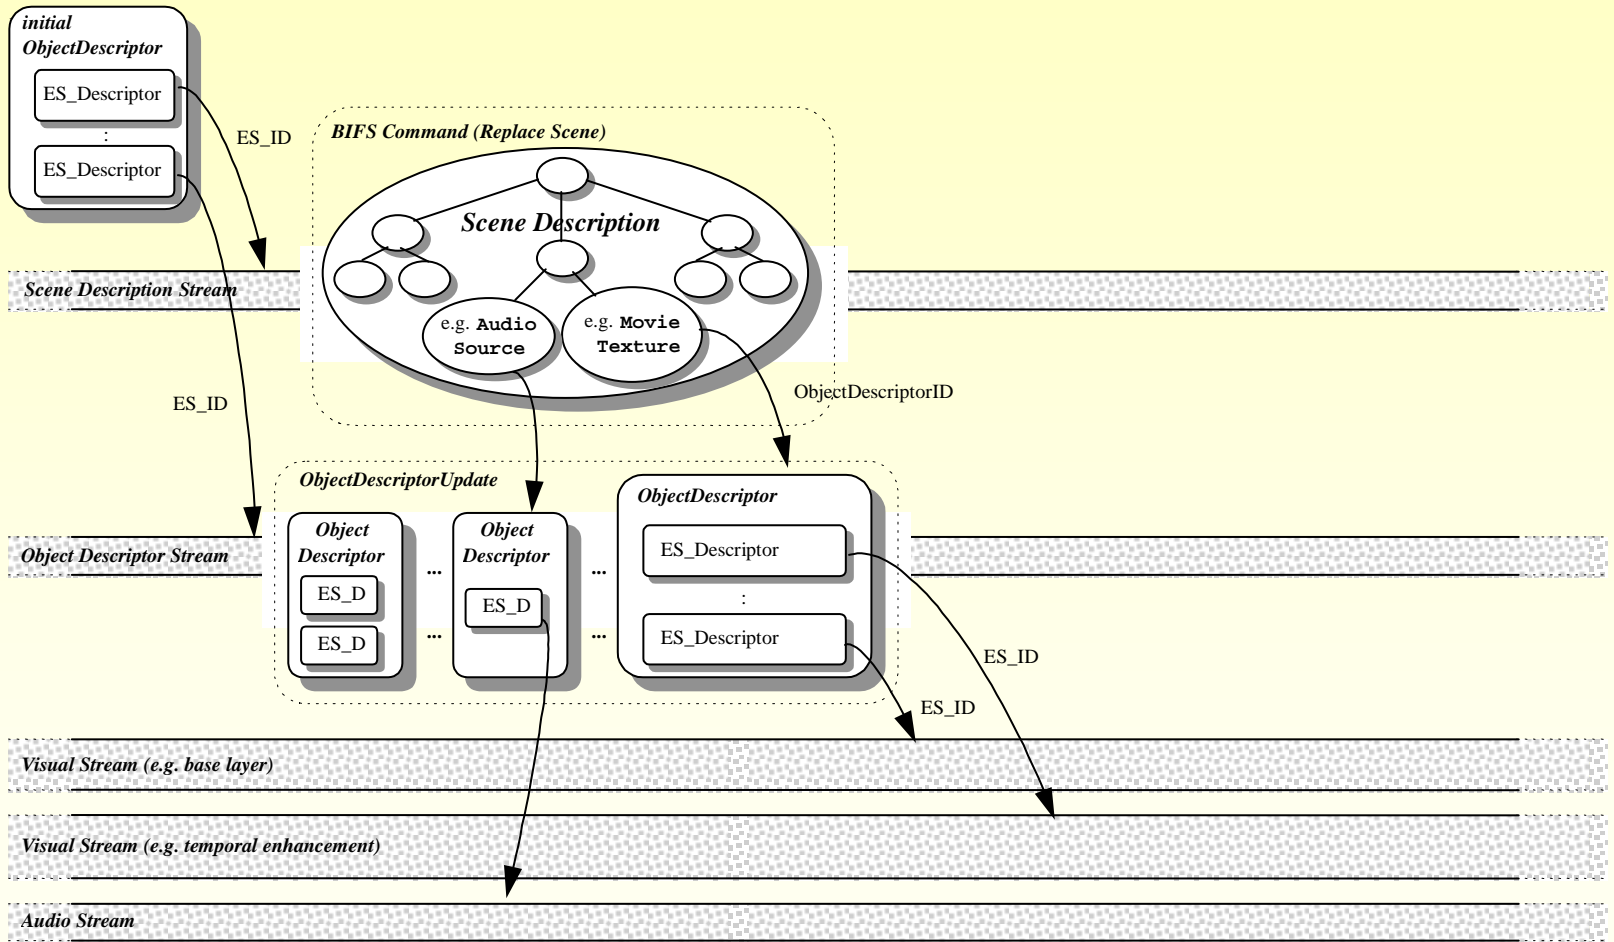 initial
ObjectDescriptor
ES_Descriptor
:
ES_Descriptor
ES_ID
BIFS Command (Replace Scene)
Scene Description
Scene Description Stream
e.g. Audio
Source
e.g. Movie
Texture
ES_ID
ObjectDescriptorID
ObjectDescriptorUpdate
Object
Descriptor
ES_D
ES_D
...
...
Object
Descriptor
ES_D
...
...
ObjectDescriptor
ES_Descriptor
:
ES_Descriptor
Object Descriptor Stream
ES_ID
ES_ID
Visual Stream (e.g. base layer)
Visual Stream (e.g. temporal enhancement)
Audio Stream